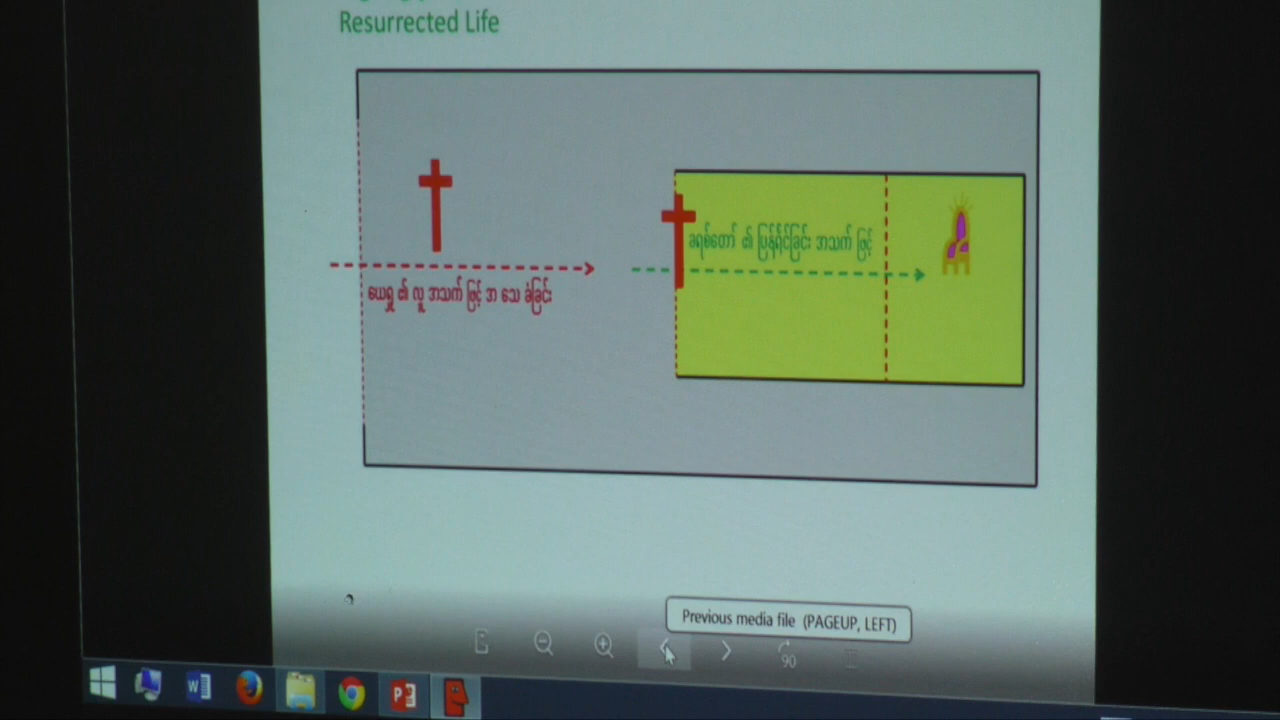 Resurrected Life
ခရစ်တော် ၏ ပြန်ရှင်ခြင်း အသက် ဖြင့်
ယေရှု ၏ လူ အသက် ဖြင့် အ သေ ခံခြင်း
Previous media file (PAGEUP, LEFT)
90